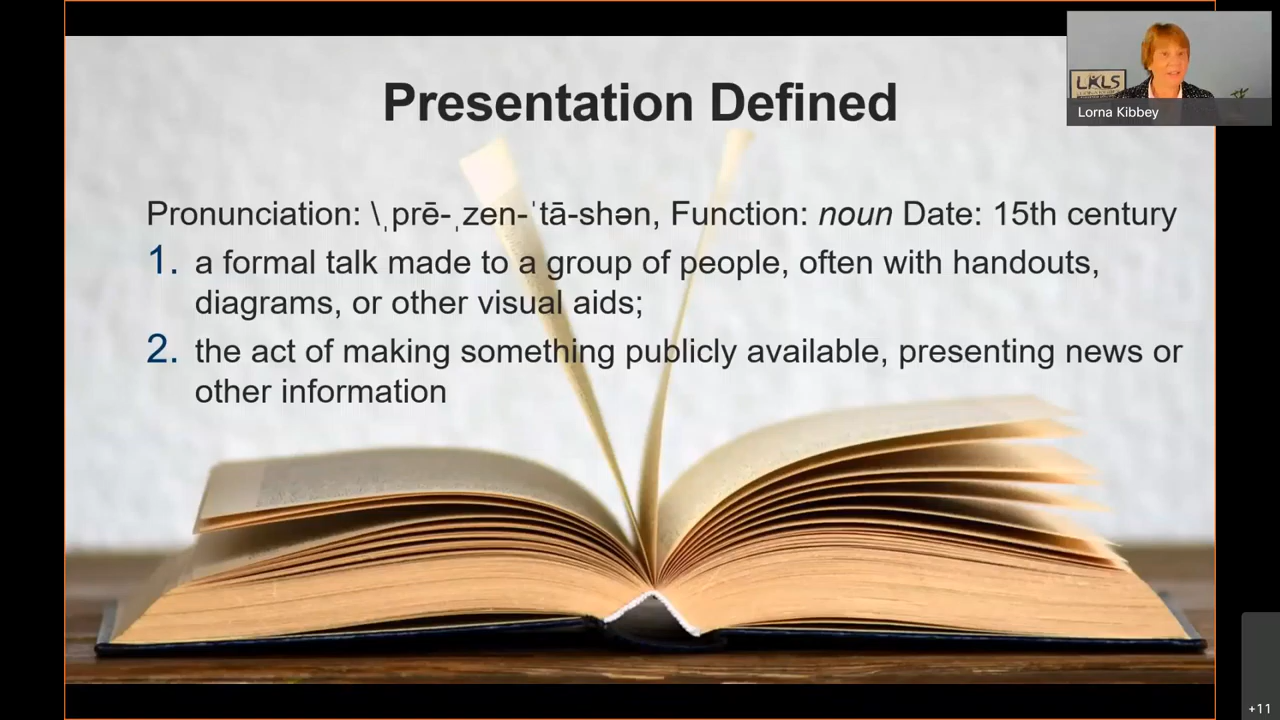 Presentation Defined
Pronunciation: \ˌprē-ˌzen-ˈtā-shən, Function: noun Date: 15th century
1. a formal talk made to a group of people, often with handouts,
diagrams, or other visual aids;
2. the act of making something publicly available, presenting news or
other information
LKLS
Lorna Kibbey
+11